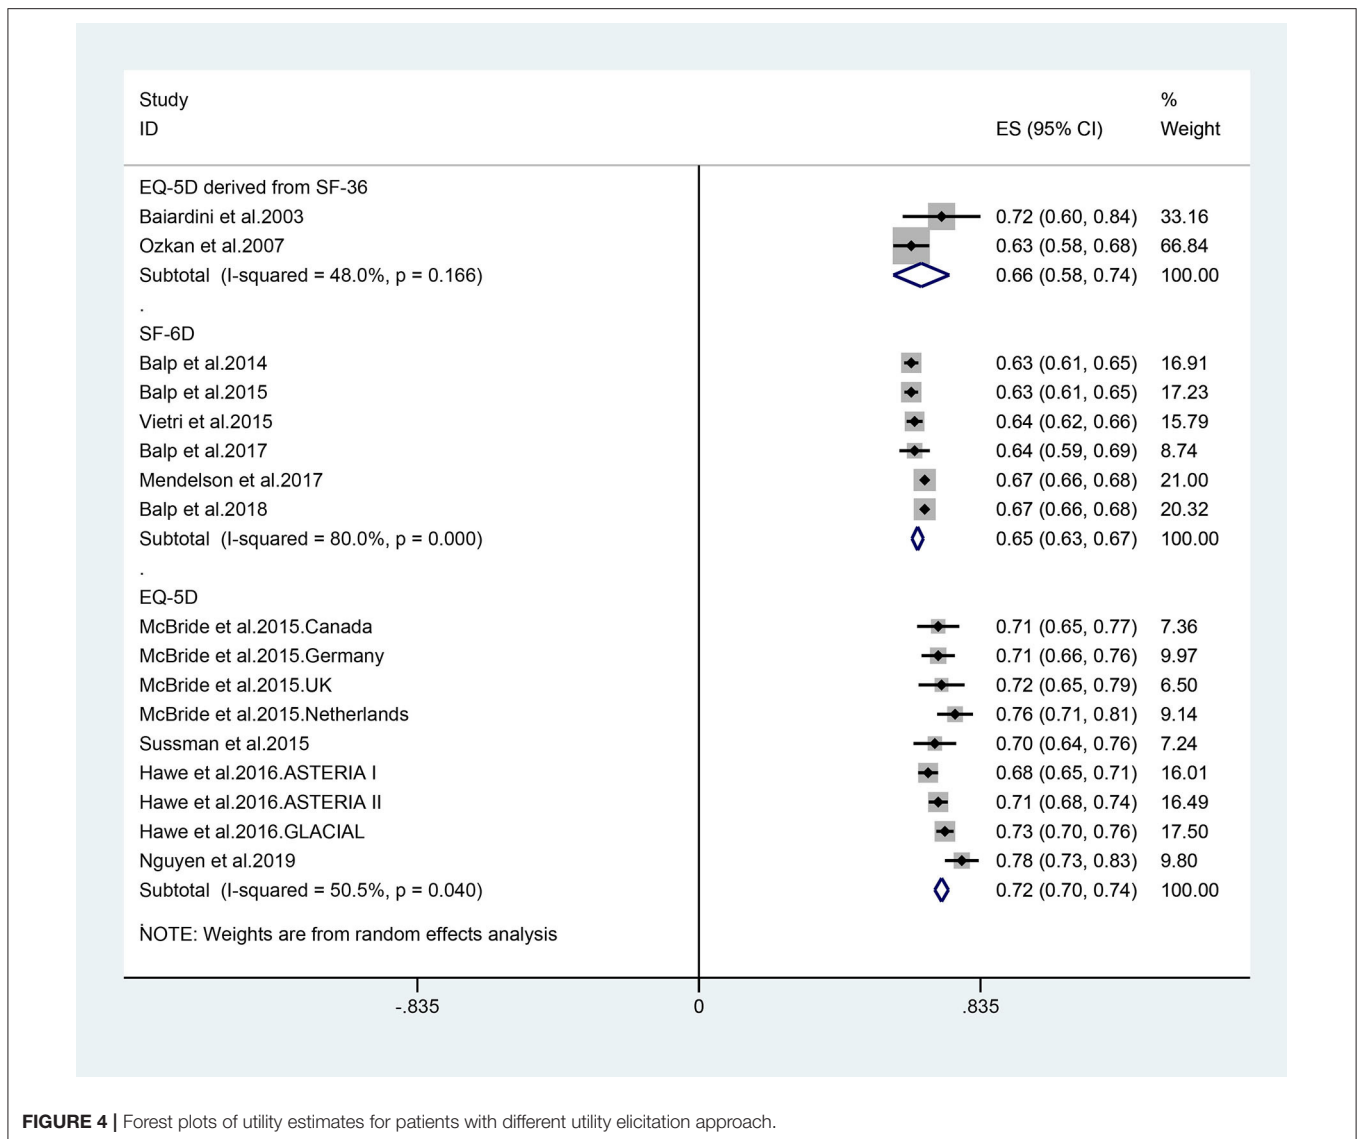 Study %
ID ES (95% CI) Weight
EQ-5D derived from SF-36
Baiardini et al.2003 0.72 (0.60, 0.84) 33.16
Ozkan et al.2007 0.63 (0.58, 0.68) 66.84
Subtotal (I-squared = 48.0%, p = 0.166) 0.66 (0.58, 0.74) 100.00
.
SF-6D
Balp et al.2014 0.63 (0.61, 0.65) 16.91
Balp et al.2015 0.63 (0.61, 0.65) 17.23
Vietri et al.2015 0.64 (0.62, 0.66) 15.79
Balp et al.2017 0.64 (0.59, 0.69) 8.74
Mendelson et al.2017 0.67 (0.66, 0.68) 21.00
Balp et al.2018 0.67 (0.66, 0.68) 20.32
Subtotal (I-squared = 80.0%, p = 0.000) 0.65 (0.63, 0.67) 100.00
.
EQ-5D
McBride et al.2015.Canada 0.71 (0.65, 0.77) 7.36
McBride et al.2015.Germany 0.71 (0.66, 0.76) 9.97
McBride et al.2015.UK 0.72 (0.65, 0.79) 6.50
McBride et al.2015.Netherlands 0.76 (0.71, 0.81) 9.14
Sussman et al.2015 0.70 (0.64, 0.76) 7.24
Hawe et al.2016.ASTERIA I 0.68 (0.65, 0.71) 16.01
Hawe et al.2016.ASTERIA II 0.71 (0.68, 0.74) 16.49
Hawe et al.2016.GLACIAL 0.73 (0.70, 0.76) 17.50
Nguyen et al.2019 0.78 (0.73, 0.83) 9.80
Subtotal (I-squared = 50.5%, p = 0.040) 0.72 (0.70, 0.74) 100.00
.
NOTE: Weights are from random effects analysis
-.835 0 .835
FIGURE 4 | Forest plots of utility estimates for patients with different utility elicitation approach.